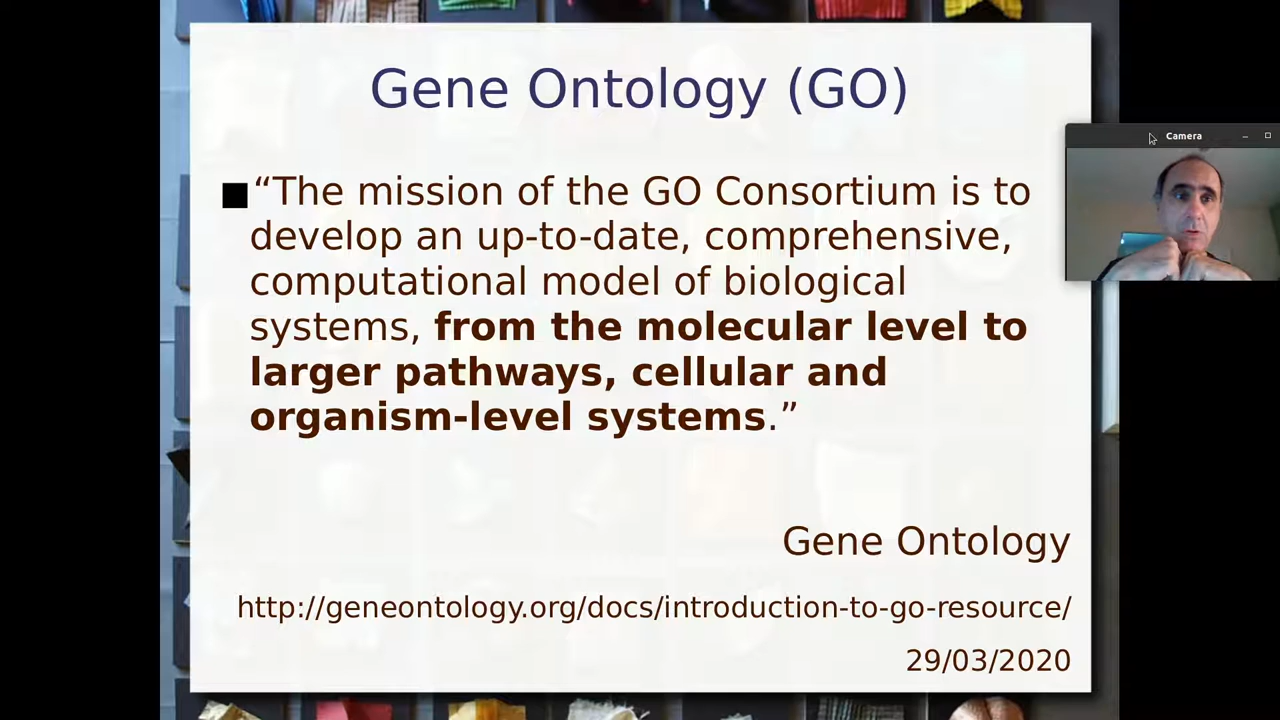 Gene Ontology (GO)
Camera
“The mission of the GO Consortium is to
develop an up-to-date, comprehensive,
computational model of biological
systems, from the molecular level to
larger pathways, cellular and
organism-level systems.”
Gene Ontology
http://geneontology.org/docs/introduction-to-go-resource/
29/03/2020